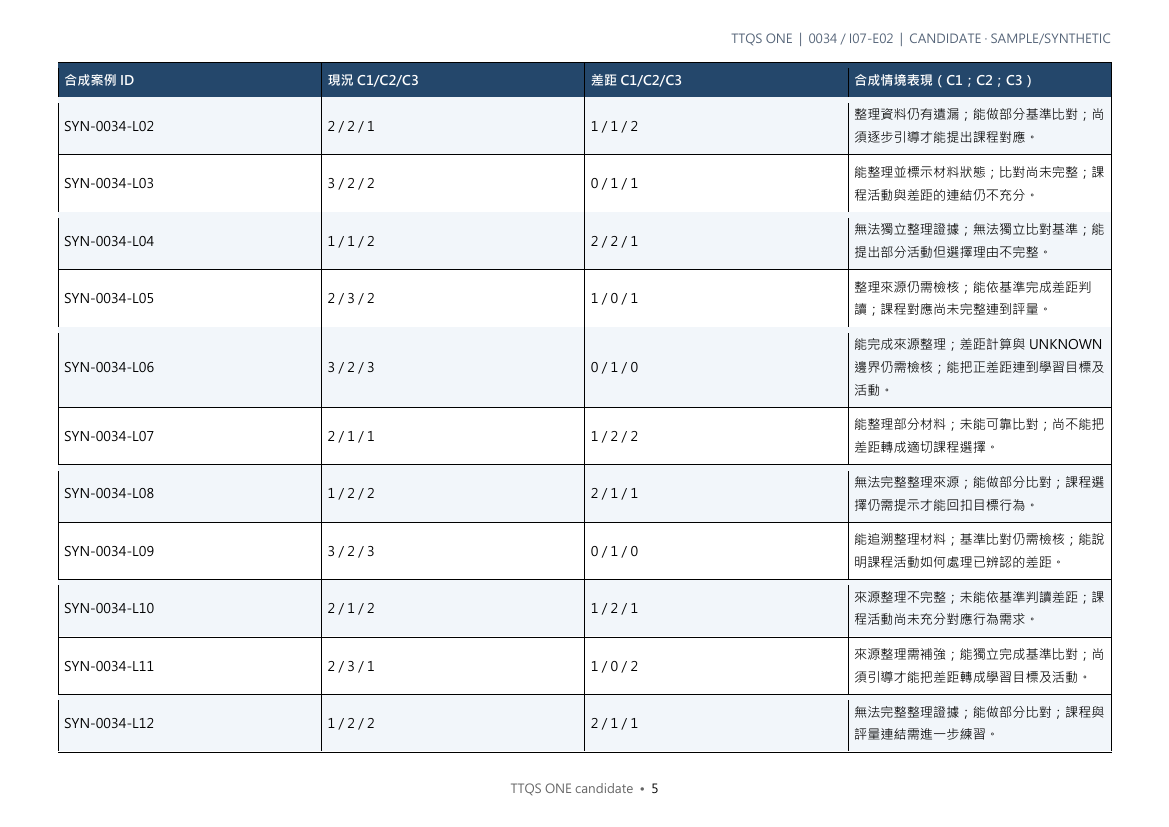 TTQS ONE | 0034 / I07-E02 | CANDIDATE · SAMPLE/SYNTHETIC
合成案例 ID 現況 C1/C2/C3 差距 C1/C2/C3 合成情境表現（C1；C2；C3）
SYN-0034-L02 2 / 2 / 1 1 / 1 / 2 整理資料仍有遺漏；能做部分基準比對；尚
須逐步引導才能提出課程對應。
SYN-0034-L03 3 / 2 / 2 0 / 1 / 1 能整理並標示材料狀態；比對尚未完整；課
程活動與差距的連結仍不充分。
SYN-0034-L04 1 / 1 / 2 2 / 2 / 1 無法獨立整理證據；無法獨立比對基準；能
提出部分活動但選擇理由不完整。
SYN-0034-L05 2 / 3 / 2 1 / 0 / 1 整理來源仍需檢核；能依基準完成差距判
讀；課程對應尚未完整連到評量。
SYN-0034-L06 3 / 2 / 3 0 / 1 / 0 能完成來源整理；差距計算與 UNKNOWN
邊界仍需檢核；能把正差距連到學習目標及
活動。
SYN-0034-L07 2 / 1 / 1 1 / 2 / 2 能整理部分材料；未能可靠比對；尚不能把
差距轉成適切課程選擇。
SYN-0034-L08 1 / 2 / 2 2 / 1 / 1 無法完整整理來源；能做部分比對；課程選
擇仍需提示才能回扣目標行為。
SYN-0034-L09 3 / 2 / 3 0 / 1 / 0 能追溯整理材料；基準比對仍需檢核；能說
明課程活動如何處理已辨認的差距。
SYN-0034-L10 2 / 1 / 2 1 / 2 / 1 來源整理不完整；未能依基準判讀差距；課
程活動尚未充分對應行為需求。
SYN-0034-L11 2 / 3 / 1 1 / 0 / 2 來源整理需補強；能獨立完成基準比對；尚
須引導才能把差距轉成學習目標及活動。
SYN-0034-L12 1 / 2 / 2 2 / 1 / 1 無法完整整理證據；能做部分比對；課程與
評量連結需進一步練習。
TTQS ONE candidate • 5